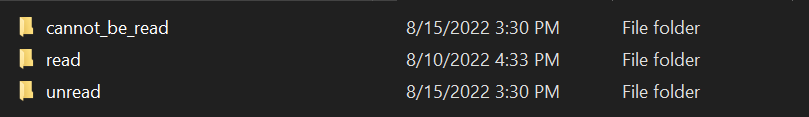 cannot_be_read 8/15/2022 3:30 PM File folder
read 8/10/2022 4:33 PM File folder
unread 8/15/2022 3:30 PM File folder